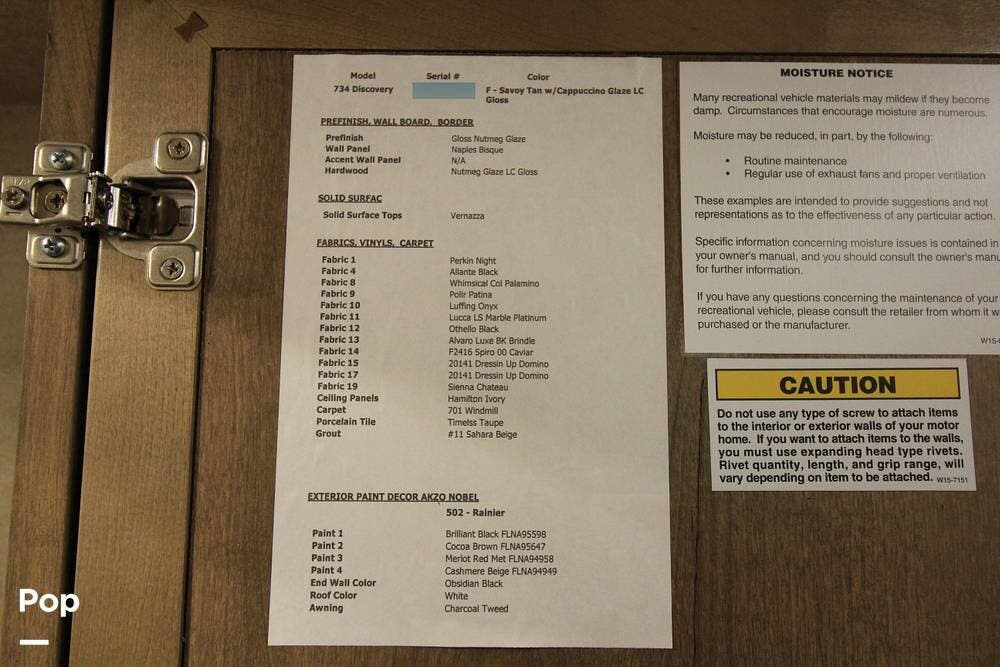 Model Serial # Color
734 Discovery F - Savoy Tan w/Cappuccino Glaze LC
Gloss
PREFINISH, WALL BOARD, BORDER
Prefinish Gloss Nutmeg Glaze
Wall Panel Naples Bisque
Accent Wall Panel N/A
Hardwood Nutmeg Glaze LC Gloss
SOLID SURFAC
Solid Surface Tops Vernazza
FABRICS, VINYLS, CARPET
Fabric 1 Perkin Night
Fabric 4 Allante Black
Fabric 8 Whimsical Col Palamino
Fabric 9 Polir Patina
Fabric 10 Luffing Onyx
Fabric 11 Lucca LS Marble Platinum
Fabric 12 Othello Black
Fabric 13 Alvaro Luxe BK Brindle
Fabric 14 F2416 Spiro 00 Caviar
Fabric 15 20141 Dressin Up Domino
Fabric 17 20141 Dressin Up Domino
Fabric 19 Sienna Chateau
Ceiling Panels Hamilton Ivory
Carpet 701 Windmill
Porcelain Tile Timelss Taupe
Grout #11 Sahara Beige
EXTERIOR PAINT DECOR AKZO NOBEL
502 - Rainier
Paint 1 Brilliant Black FLNA95598
Paint 2 Cocoa Brown FLNA95647
Paint 3 Merlot Red Met FLNA94958
Paint 4 Cashmere Beige FLNA94949
End Wall Color Obsidian Black
Roof Color White
Awning Charcoal Tweed
MOISTURE NOTICE
Many recreational vehicle materials may mildew if they become
damp. Circumstances that encourage moisture are numerous.
Moisture may be reduced, in part, by the following:
• Routine maintenance
• Regular use of exhaust fans and proper ventilation
These examples are intended to provide suggestions and not
representations as to the effectiveness of any particular action.
Specific information concerning moisture issues is contained in
your owner's manual, and you should consult the owner's manu
for further information.
If you have any questions concerning the maintenance of your
recreational vehicle, please consult the retailer from whom it w
purchased or the manufacturer.
CAUTION
Do not use any type of screw to attach items
to the interior or exterior walls of your motor
home. If you want to attach items to the walls,
you must use expanding head type rivets.
Rivet quantity, length, and grip range, will
vary depending on item to be attached. W15-7151
Pop